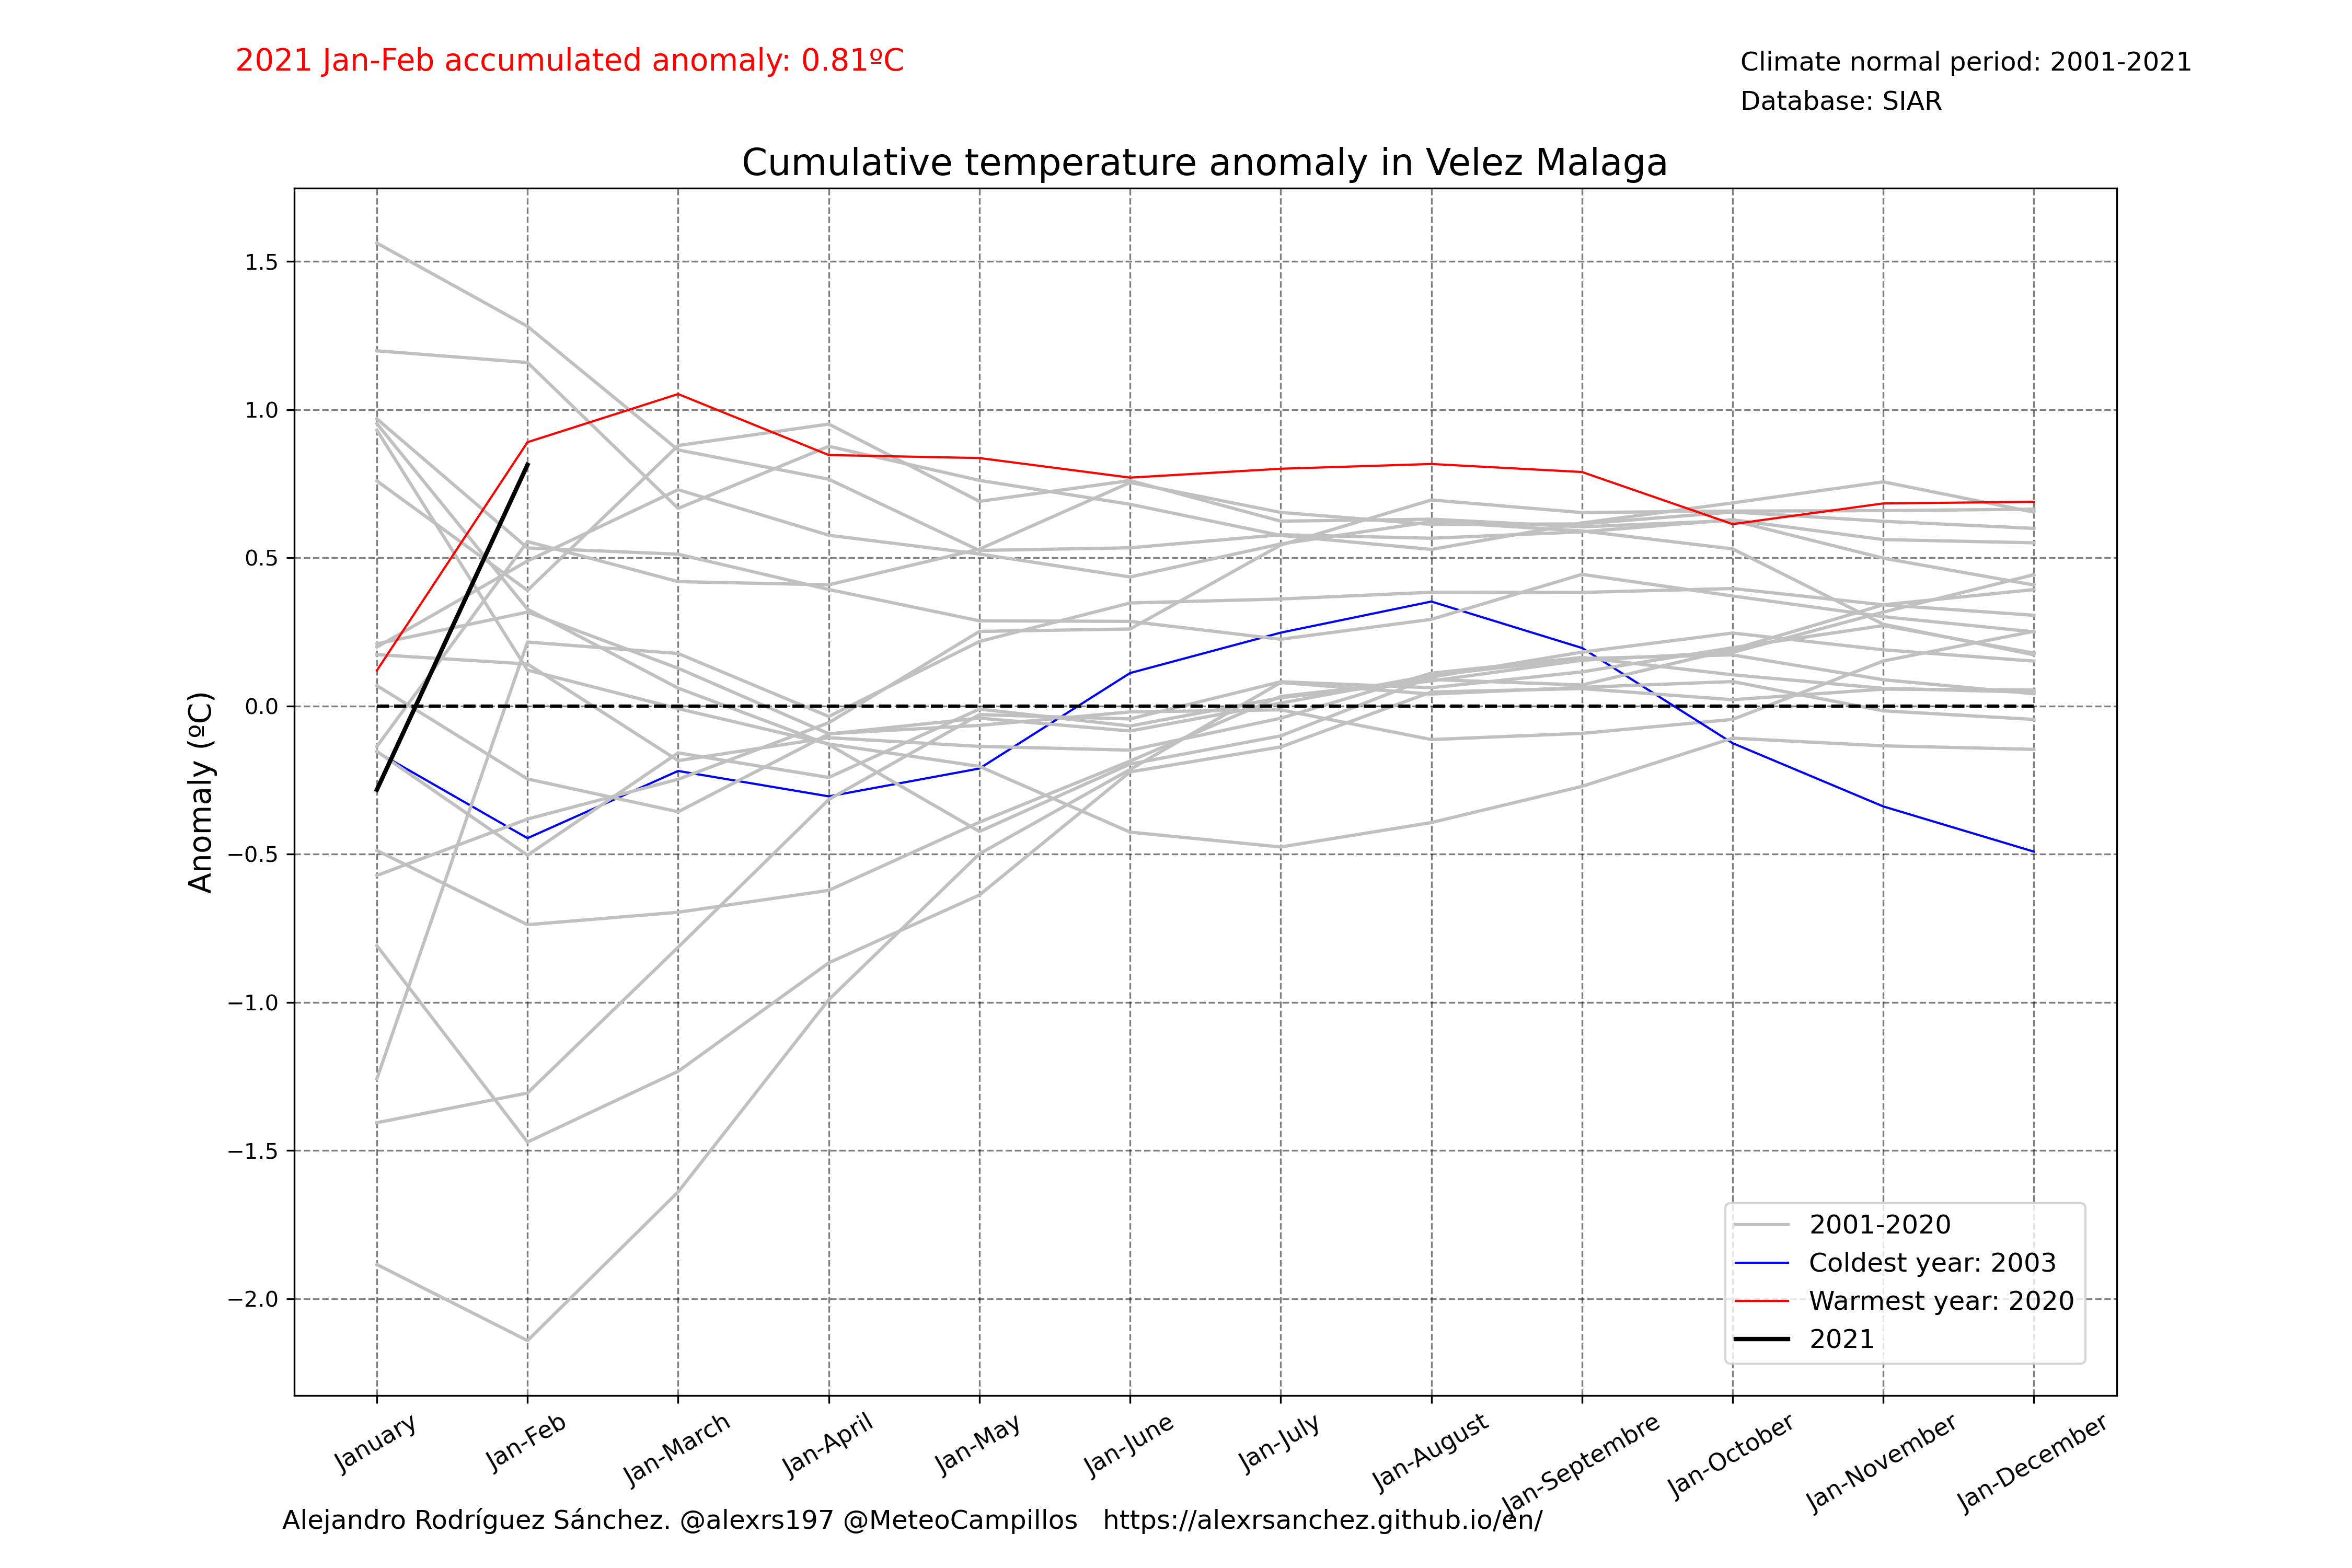 2021 Jan-Feb accumulated anomaly: 0.81ºC
Climate normal period: 2001-2021
Database: SIAR
Cumulative temperature anomaly in Velez Malaga
Anomaly (ºC)
1.5
1.0
0.5
0.0
−0.5
−1.0
−1.5
−2.0
2001-2020
Coldest year: 2003
Warmest year: 2020
2021
January
Jan-Feb
Jan-March
Jan-April
Jan-May
Jan-June
Jan-July
Jan-August
Jan-Septembre
Jan-October
Jan-November
Jan-December
Alejandro Rodríguez Sánchez. @alexrs197 @MeteoCampillos https://alexrsanchez.github.io/en/